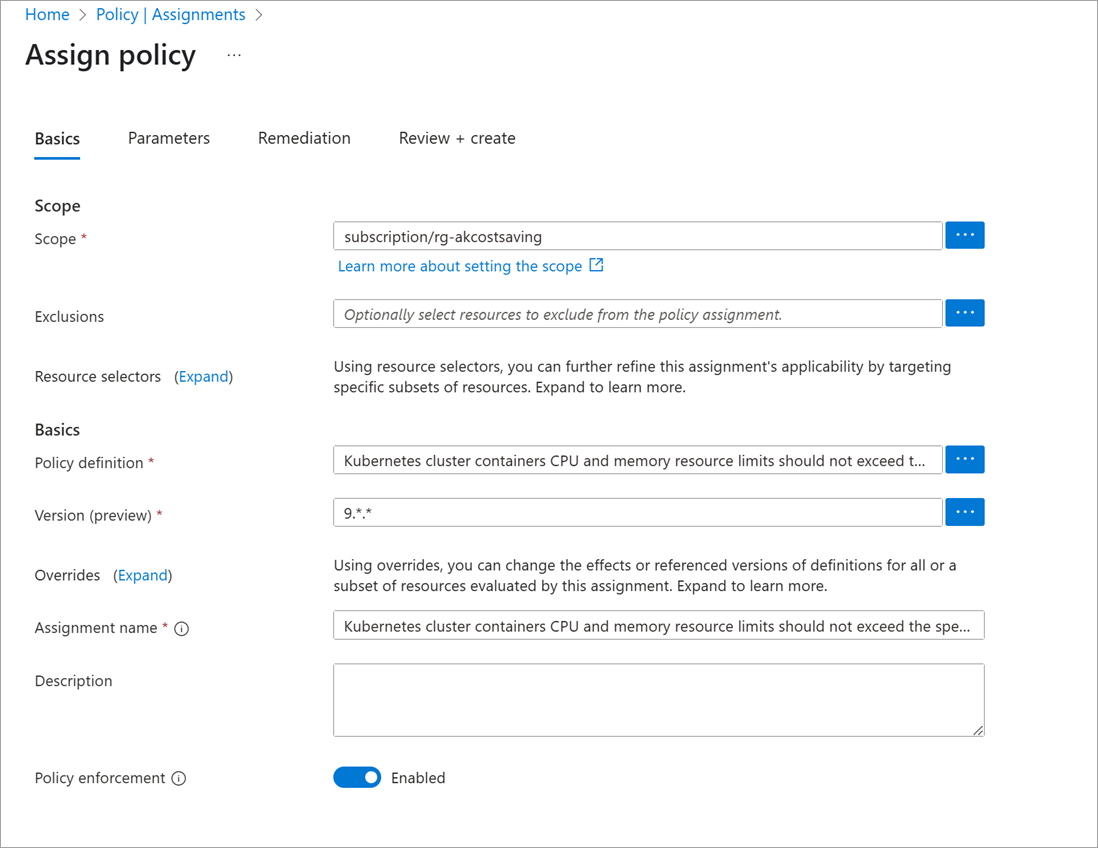 Home > Policy | Assignments >
Assign policy ...
Basics Parameters Remediation Review + create
Scope
Scope * subscription/rg-akcostsaving ...
Learn more about setting the scope
Exclusions Optionally select resources to exclude from the policy assignment. ...
Resource selectors (Expand) Using resource selectors, you can further refine this assignment's applicability by targeting
specific subsets of resources. Expand to learn more.
Basics
Policy definition * Kubernetes cluster containers CPU and memory resource limits should not exceed t... ...
Version (preview) * 9.*.* ...
Overrides (Expand) Using overrides, you can change the effects or referenced versions of definitions for all or a
subset of resources evaluated by this assignment. Expand to learn more.
Assignment name * Kubernetes cluster containers CPU and memory resource limits should not exceed the spe...
Description
Policy enforcement Enabled